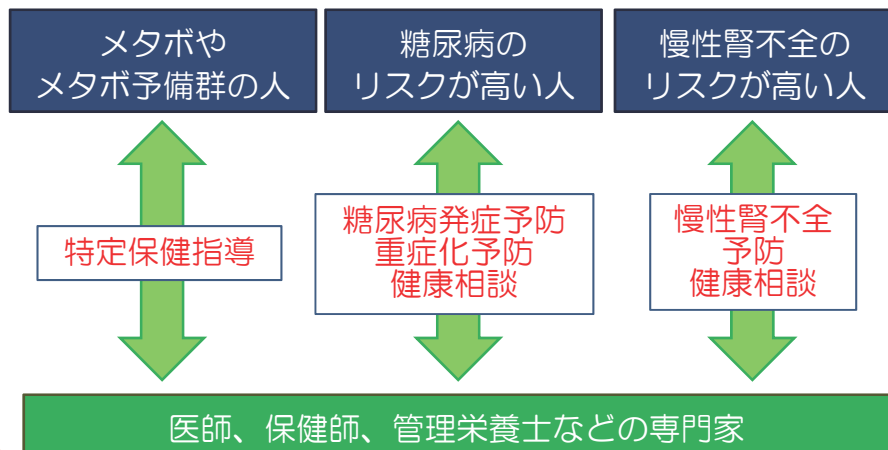 メタボや
メタボ予備群の人
糖尿病の
リスクが高い人
慢性腎不全の
リスクが高い人
特定保健指導
糖尿病発症予防
重症化予防
健康相談
慢性腎不全
予防
健康相談
医師、保健師、管理栄養士などの専門家